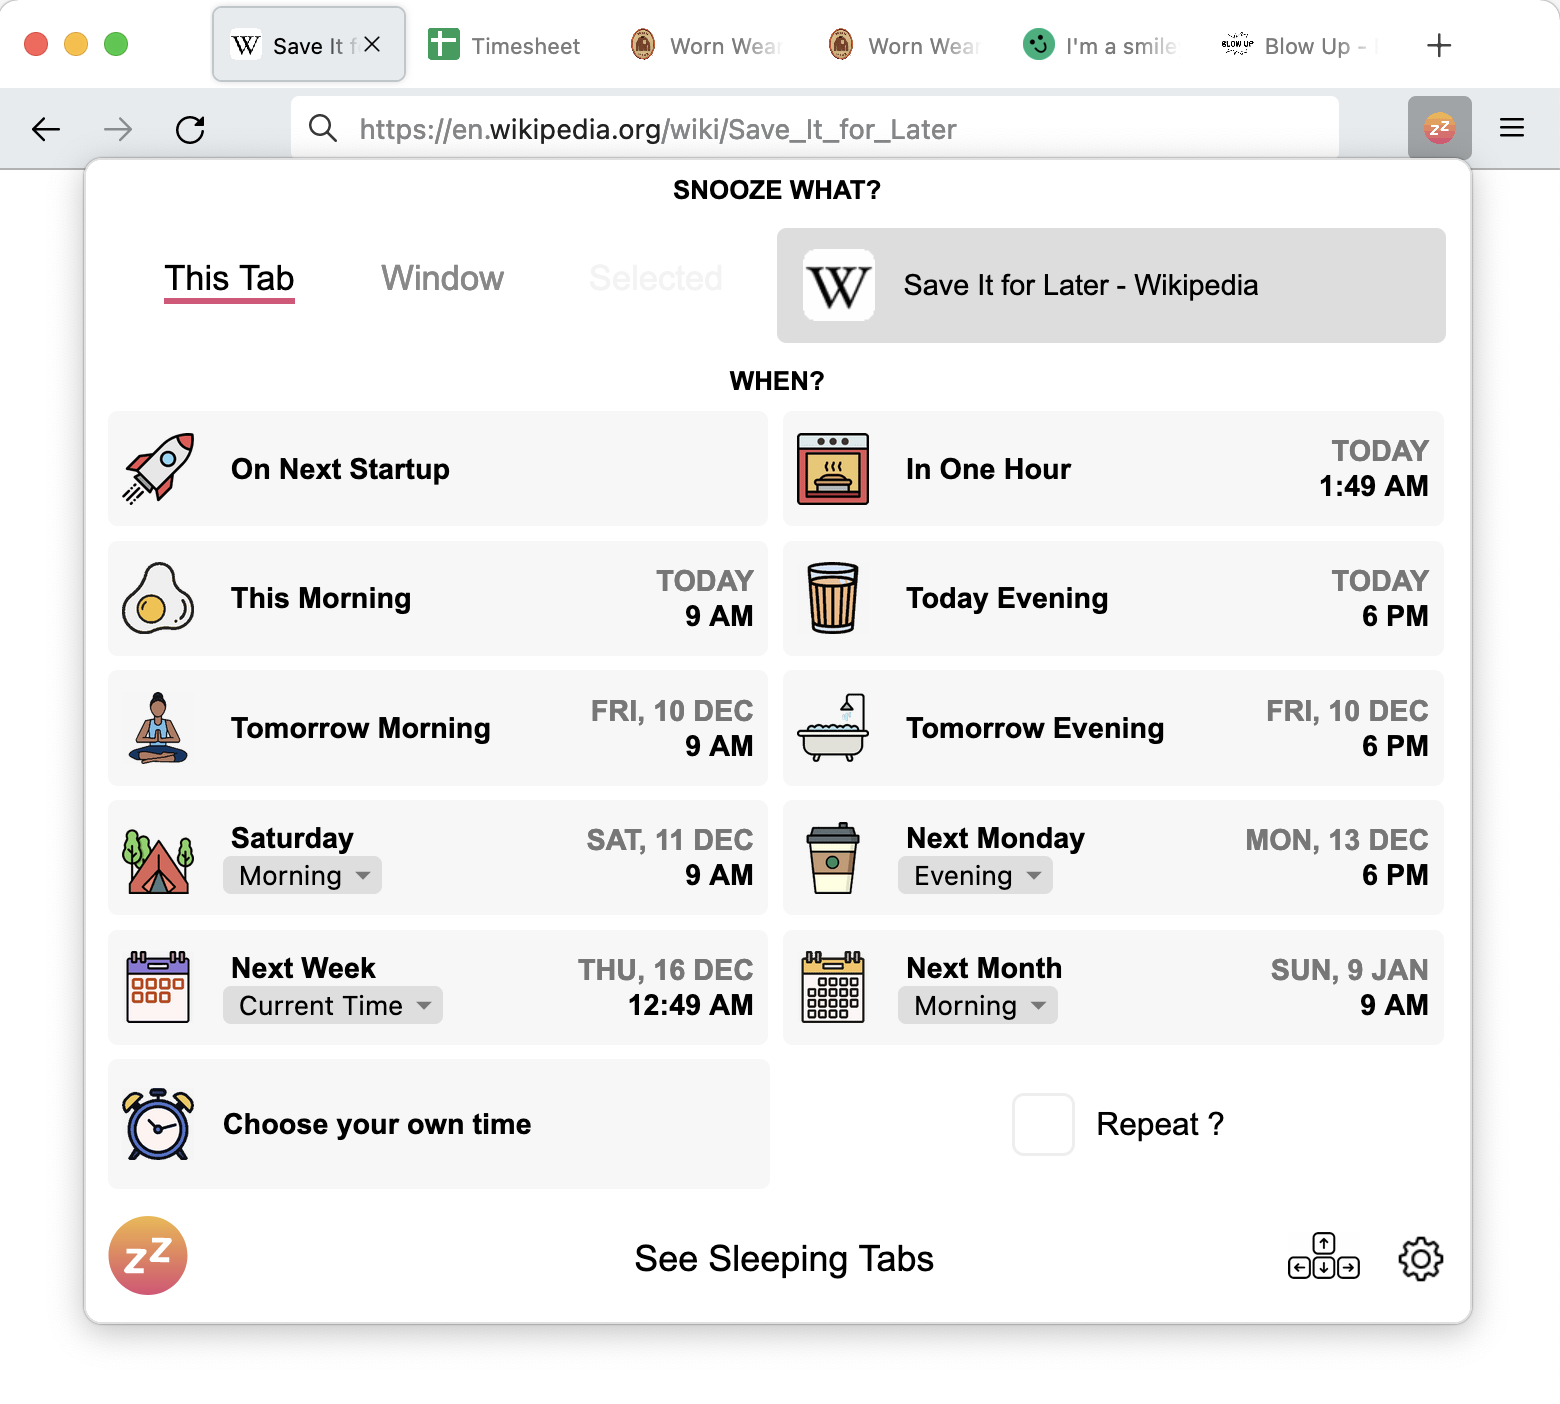 W Save It f
Timesheet
Worn Wear
Worn Wear
I'm a smile
BLOW UP Blow Up -
https://en.wikipedia.org/wiki/Save_It_for_Later
zz
SNOOZE WHAT?
This Tab
Window
Selected
W
Save It for Later - Wikipedia
WHEN?
On Next Startup
In One Hour
TODAY
1:49 AM
This Morning
TODAY
9 AM
Today Evening
TODAY
6 PM
Tomorrow Morning
FRI, 10 DEC
9 AM
Tomorrow Evening
FRI, 10 DEC
6 PM
Saturday
Morning
SAT, 11 DEC
9 AM
Next Monday
Evening
MON, 13 DEC
6 PM
Next Week
Current Time
THU, 16 DEC
12:49 AM
Next Month
Morning
SUN, 9 JAN
9 AM
Choose your own time
Repeat ?
zz
See Sleeping Tabs